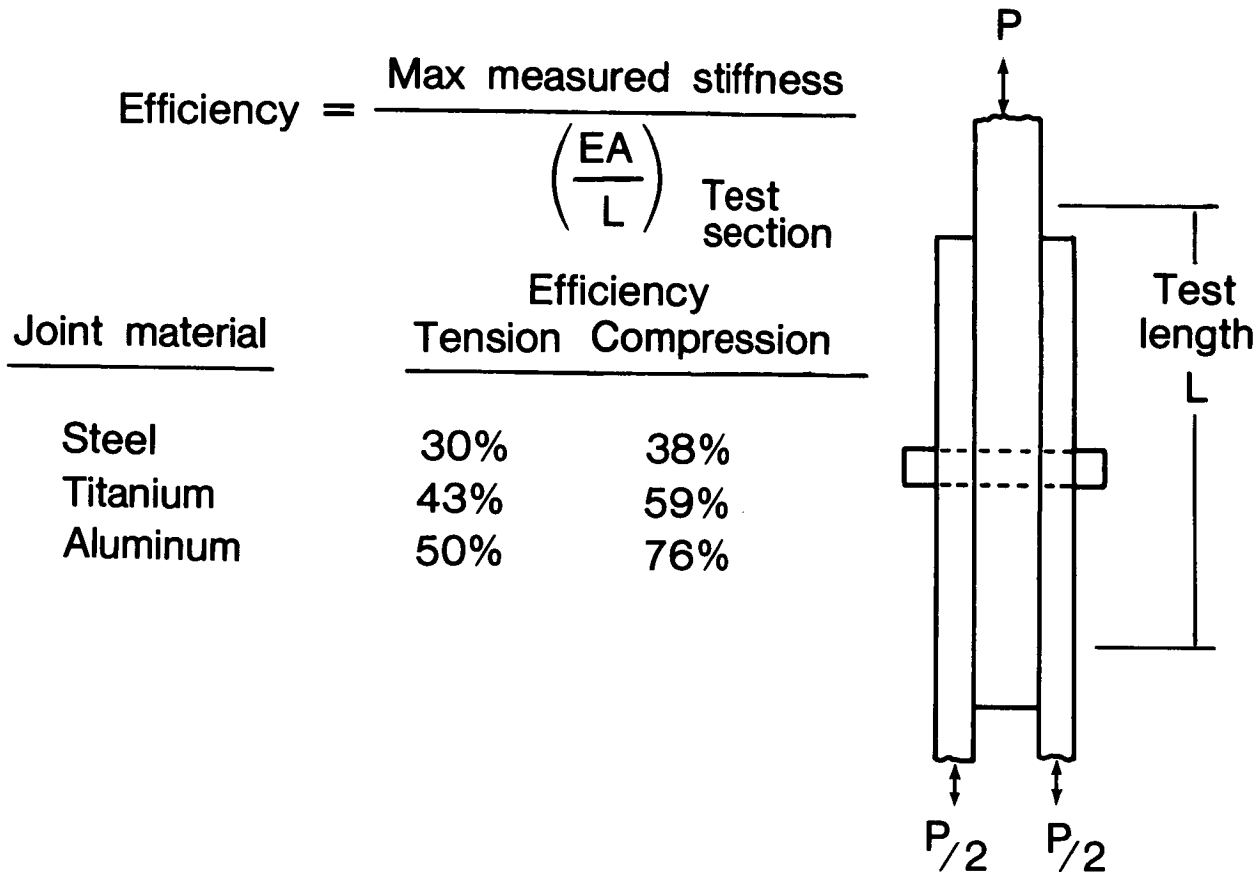 P
Efficiency = Max measured stiffness
(EA
L)
Test
section
Efficiency
Joint material Tension Compression
Steel 30% 38%
Titanium 43% 59%
Aluminum 50% 76%
Test
length
L
P/2 P/2